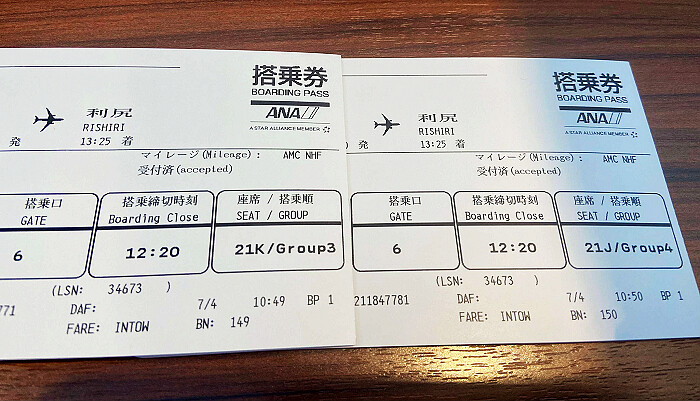 搭乗券
BOARDING PASS
ANA
A STAR ALLIANCE MEMBER
利尻
RISHIRI
発 13:25 着
マイレージ(Mileage): AMC NHF
受付済(accepted)
搭乗口 搭乗締切時刻 座席 / 搭乗順
GATE Boarding Close SEAT / GROUP
6 12:20 21K/Group3
(LSN: 34673 )
771 DAF: 7/4 10:49 BP 1
FARE: INTOW BN: 149
搭乗券
BOARDING PASS
ANA
A STAR ALLIANCE MEMBER
利尻
RISHIRI
発 13:25 着
マイレージ(Mileage): AMC NHF
受付済(accepted)
搭乗口 搭乗締切時刻 座席 / 搭乗順
GATE Boarding Close SEAT / GROUP
6 12:20 21J/Group4
(LSN: 34673 )
211847781 DAF: 7/4 10:50 BP 1
FARE: INTOW BN: 150